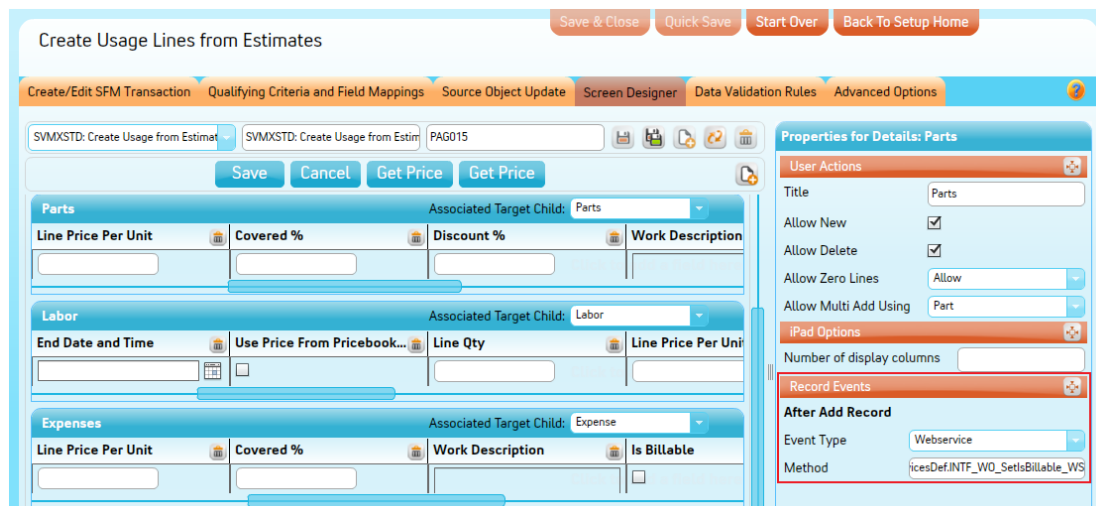 Save & Close Quick Save Start Over Back To Setup Home
Create Usage Lines from Estimates
Create/Edit SFM Transaction Qualifying Criteria and Field Mappings Source Object Update Screen Designer Data Validation Rules Advanced Options ?
SVMXSTD: Create Usage from Estimat SVMXSTD: Create Usage from Estim PAG015
Save Cancel Get Price Get Price
Parts Associated Target Child: Parts
Line Price Per Unit Covered % Discount % Work Description
Labor Associated Target Child: Labor
End Date and Time Use Price From Pricebook... Line Qty Line Price Per Uni
Expenses Associated Target Child: Expense
Line Price Per Unit Covered % Work Description Is Billable
Properties for Details: Parts
User Actions
Title Parts
Allow New
Allow Delete
Allow Zero Lines Allow
Allow Multi Add Using Part
iPad Options
Number of display columns
Record Events
After Add Record
Event Type Webservice
Method ricesDef.INTF_WO_SetIsBillable_WS